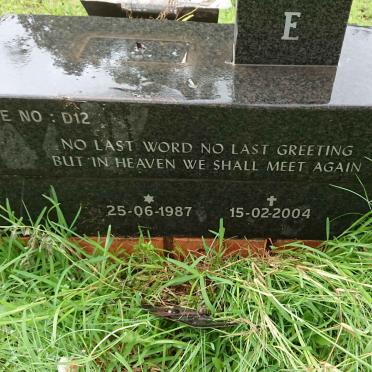 E
E NO : D12
NO LAST WORD NO LAST GREETING
BUT IN HEAVEN WE SHALL MEET AGAIN
25-06-1987 15-02-2004